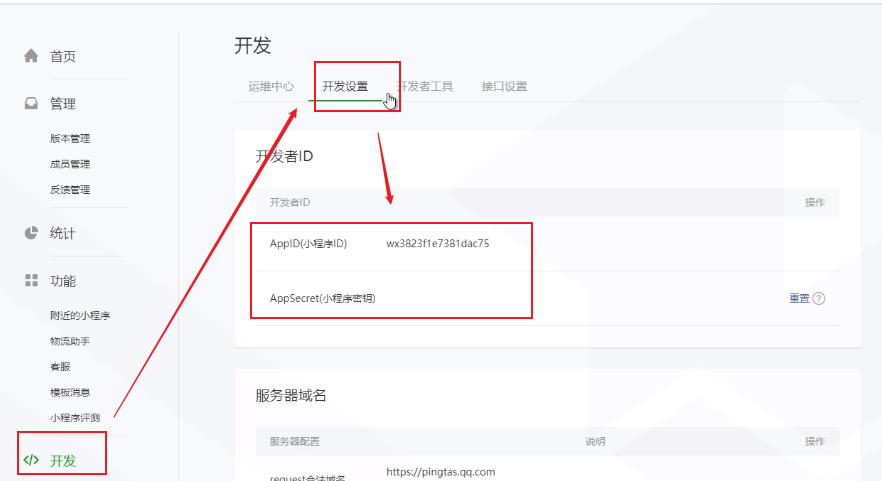 首页
管理
版本管理
成员管理
反馈管理
统计
功能
附近的小程序
物流助手
客服
模板消息
小程序评测
</> 开发
开发
运维中心 开发设置 开发者工具 接口设置
开发者ID
开发者ID 操作
AppID(小程序ID) wx3823f1e7381dac75
AppSecret(小程序密钥) 重置 ?
服务器域名
服务器配置 说明 操作
request合法域名 https://pingtas.qq.com